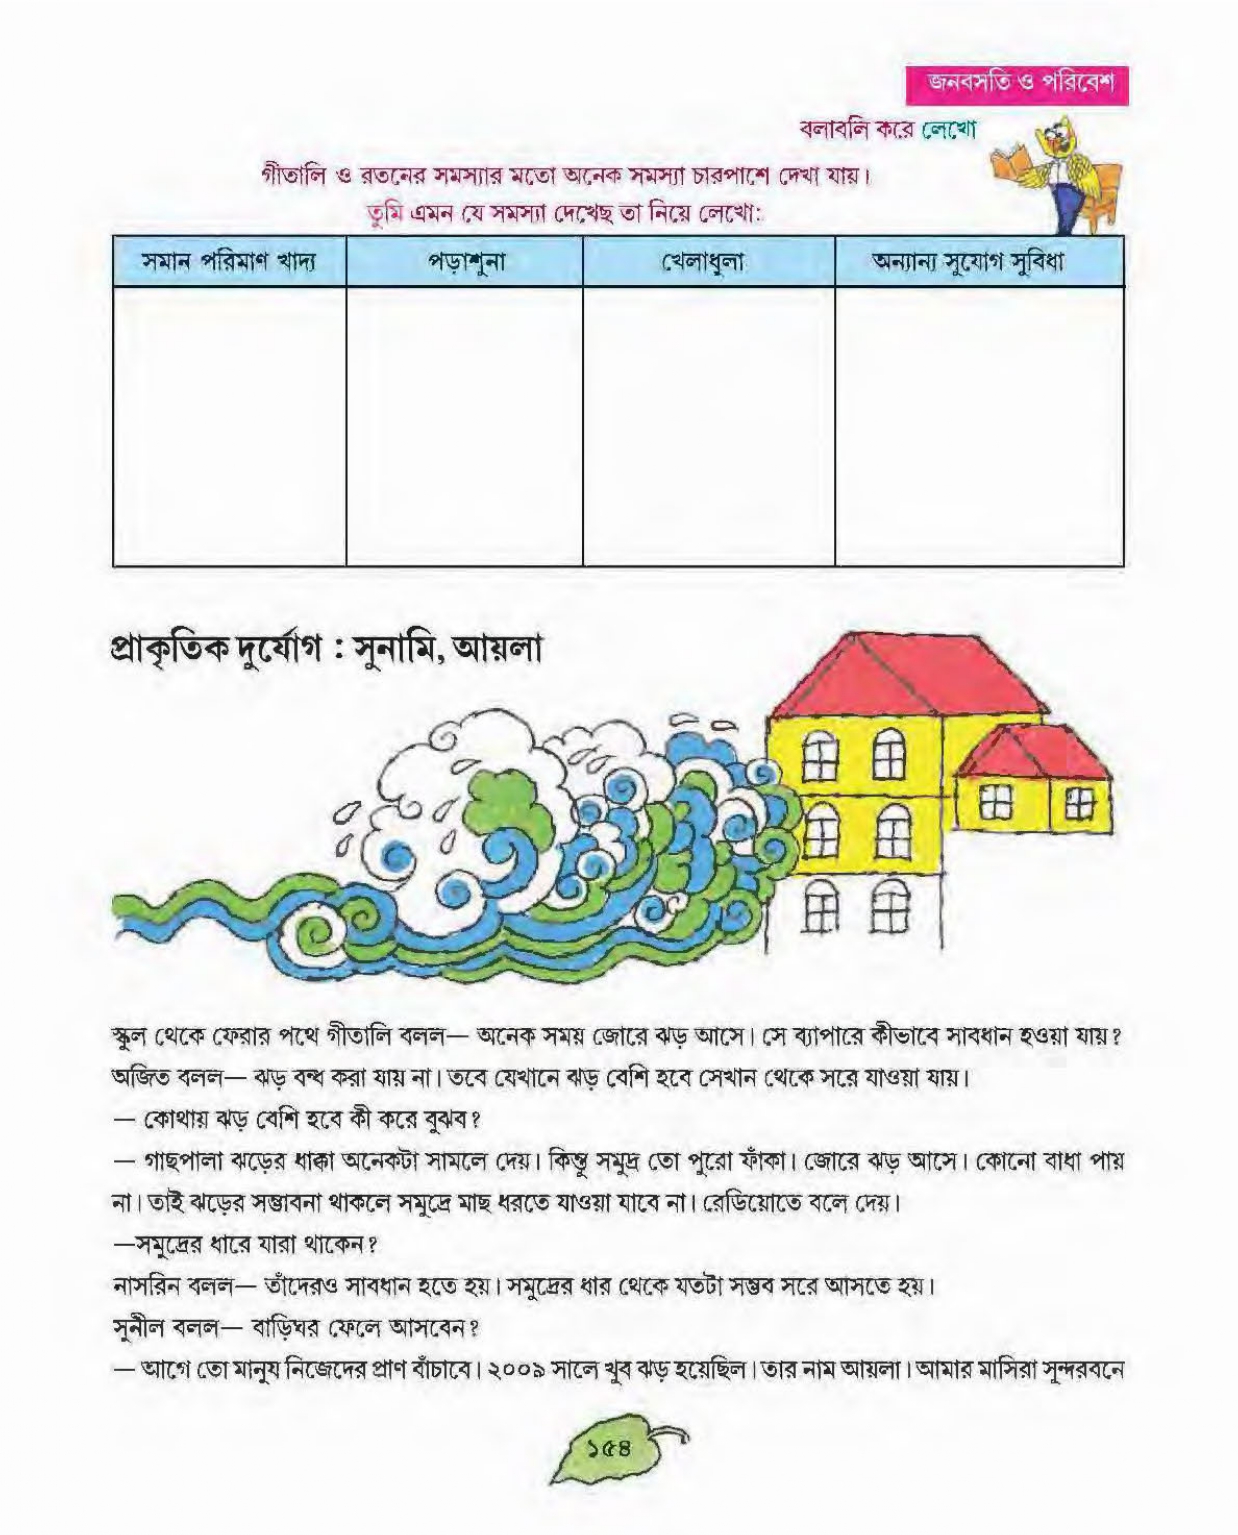 জনবসতি ও পরিবেশ
বলাবলি করে লেখো
গীতালি ও রতনের সমস্যার মতো অনেক সমস্যা চারপাশে দেখা যায়।
তুমি এমন যে সমস্যা দেখেছ তা নিয়ে লেখো:
সমান পরিমাণ খাদ্য	পড়াশুনা	খেলাধুলা	অন্যান্য সুযোগ সুবিধা
প্রাকৃতিক দুর্যোগ : সুনামি, আয়লা
স্কুল থেকে ফেরার পথে গীতালি বলল— অনেক সময় জোরে ঝড় আসে। সে ব্যাপারে কীভাবে সাবধান হওয়া যায়?
অজিত বলল— ঝড় বন্ধ করা যায় না। তবে যেখানে ঝড় বেশি হবে সেখান থেকে সরে যাওয়া যায়।
— কোথায় ঝড় বেশি হবে কী করে বুঝব?
— গাছপালা ঝড়ের ধাক্কা অনেকটা সামলে দেয়। কিন্তু সমুদ্র তো পুরো ফাঁকা। জোরে ঝড় আসে। কোনো বাধা পায়
না। তাই ঝড়ের সম্ভাবনা থাকলে সমুদ্রে মাছ ধরতে যাওয়া যাবে না। রেডিয়োতে বলে দেয়।
—সমুদ্রের ধারে যারা থাকেন?
নাসরিন বলল— তাঁদেরও সাবধান হতে হয়। সমুদ্রের ধার থেকে যতটা সম্ভব সরে আসতে হয়।
সুনীল বলল— বাড়িঘর ফেলে আসবেন?
— আগে তো মানুষ নিজেদের প্রাণ বাঁচাবে। ২০০৯ সালে খুব ঝড় হয়েছিল। তার নাম আয়লা। আমার মাসিরা সুন্দরবনে
১৫৪